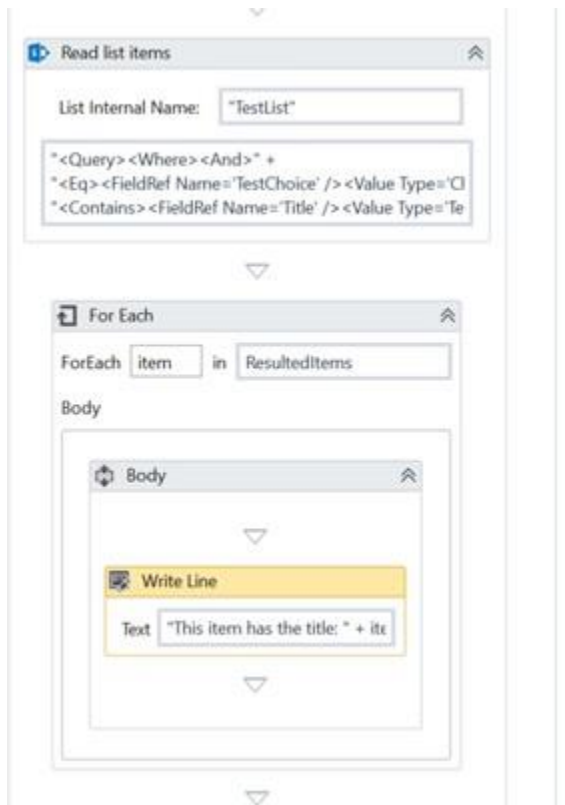 Read list items
List Internal Name: "TestList"
"<Query><Where><And>" +
"<Eq><FieldRef Name='TestChoice' /><Value Type='Cl
"<Contains><FieldRef Name='Title' /><Value Type='Te
For Each
ForEach item in ResultedItems
Body
Body
Write Line
Text "This item has the title: " + ite